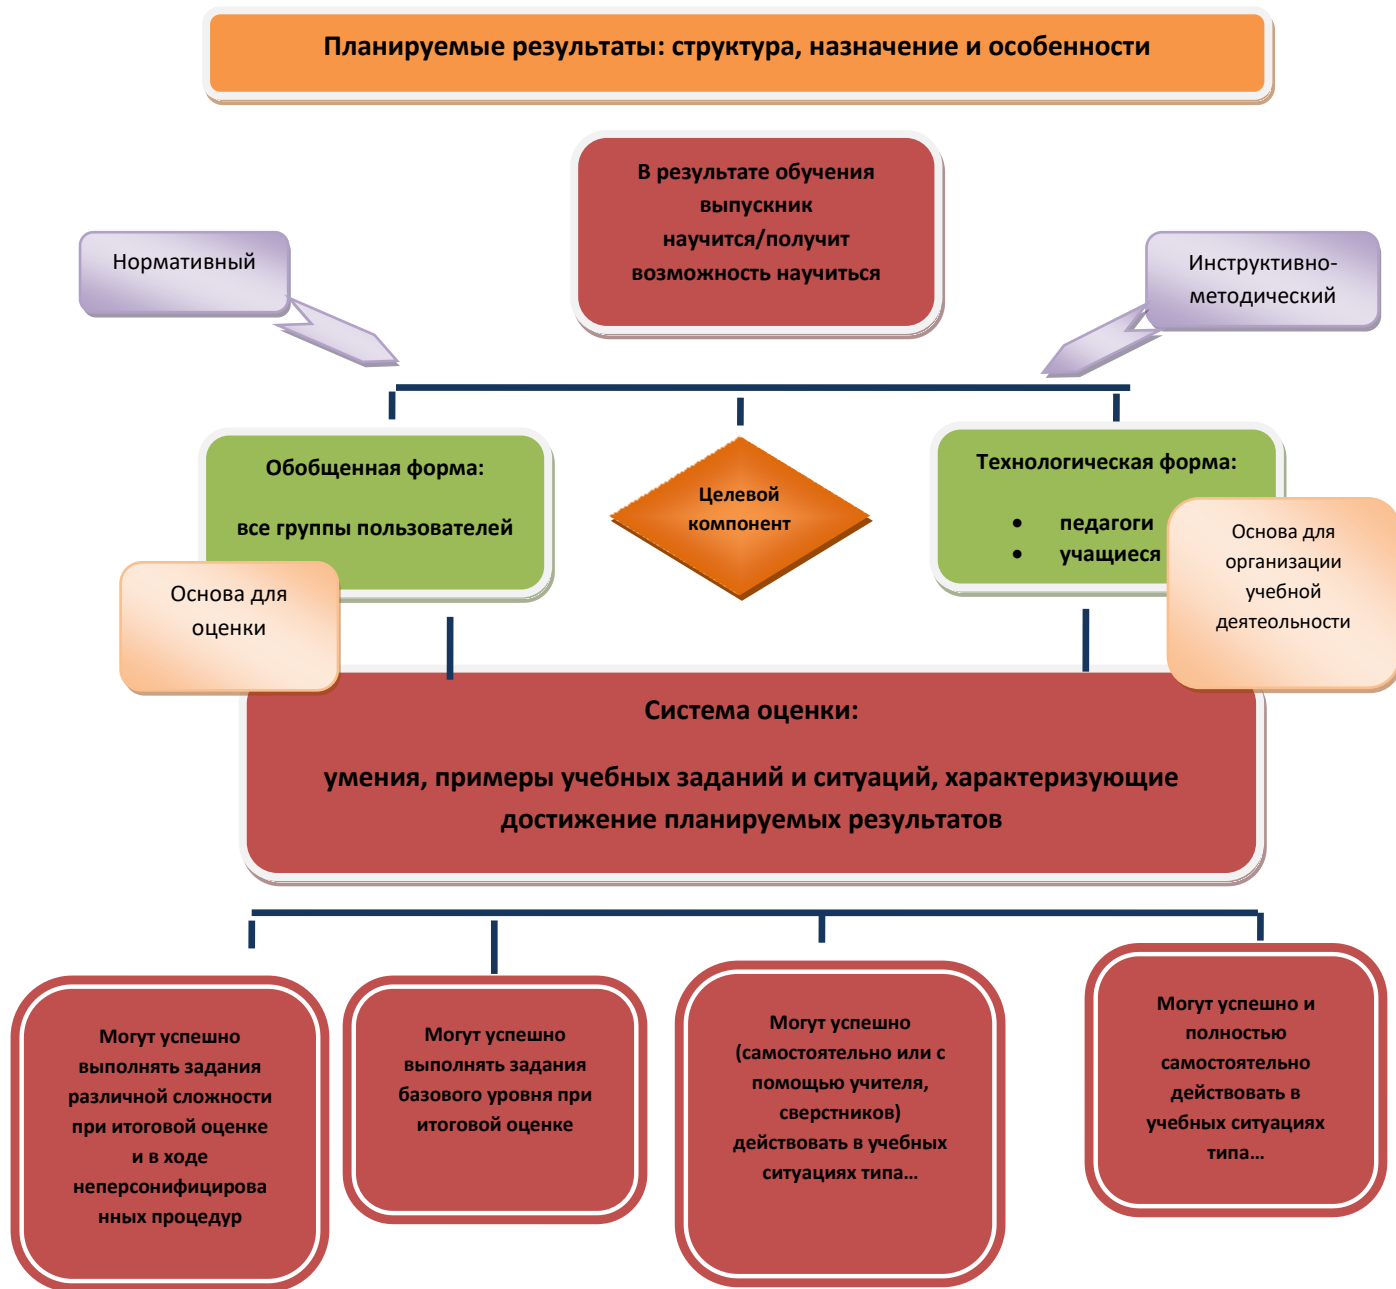 Планируемые результаты: структура, назначение и особенности
В результате обучения
выпускник
научится/получит
возможность научиться
Нормативный
Инструктивно-
методический
Обобщенная форма:
все группы пользователей
Целевой
компонент
Технологическая форма:
• педагоги
• учащиеся
Основа для
оценки
Основа для
организации
учебной
деятеольности
Система оценки:
умения, примеры учебных заданий и ситуаций, характеризующие
достижение планируемых результатов
Могут успешно
выполнять задания
различной сложности
при итоговой оценке
и в ходе
неперсонифицирова
нных процедур
Могут успешно
выполнять задания
базового уровня при
итоговой оценке
Могут успешно
(самостоятельно или с
помощью учителя,
сверстников)
действовать в учебных
ситуациях типа…
Могут успешно и
полностью
самостоятельно
действовать в
учебных ситуациях
типа…